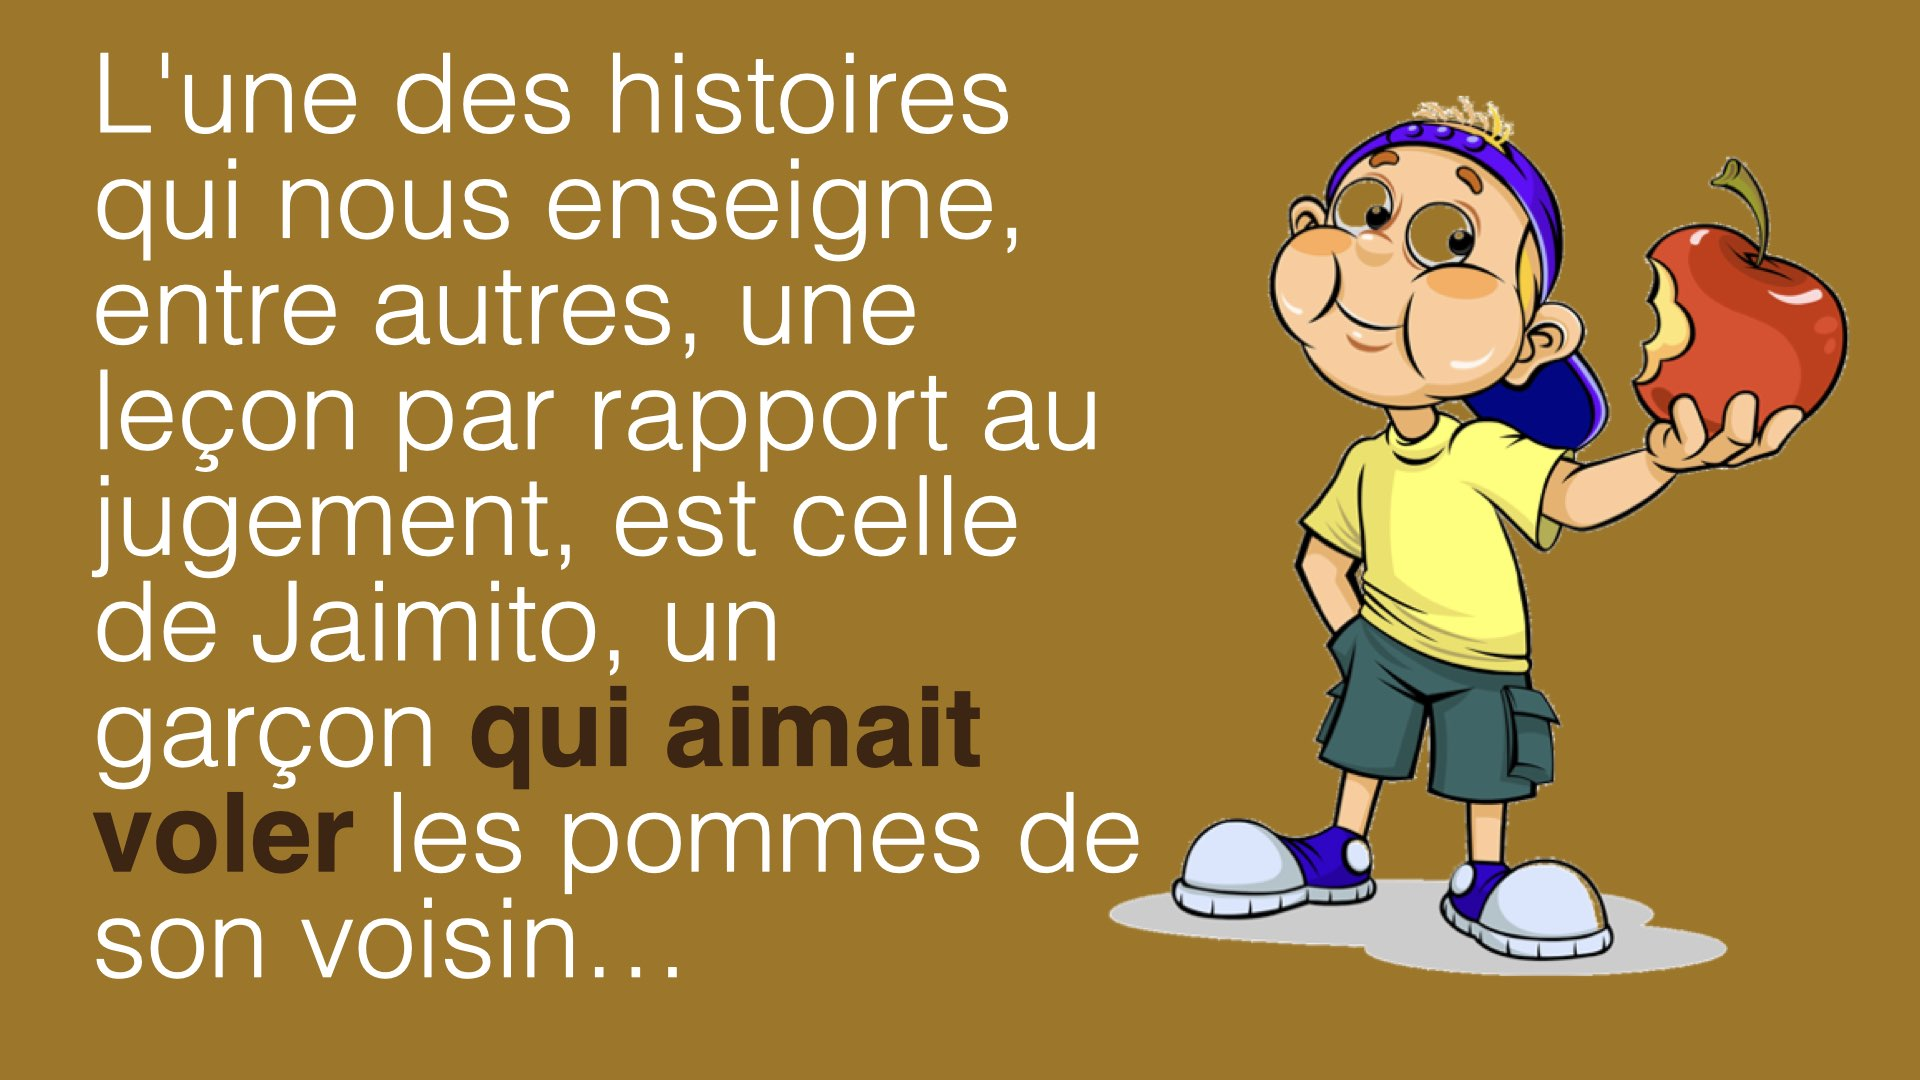 L'une des histoires
qui nous enseigne,
entre autres, une
leçon par rapport au
jugement, est celle
de Jaimito, un
garçon qui aimait
voler les pommes de
son voisin…